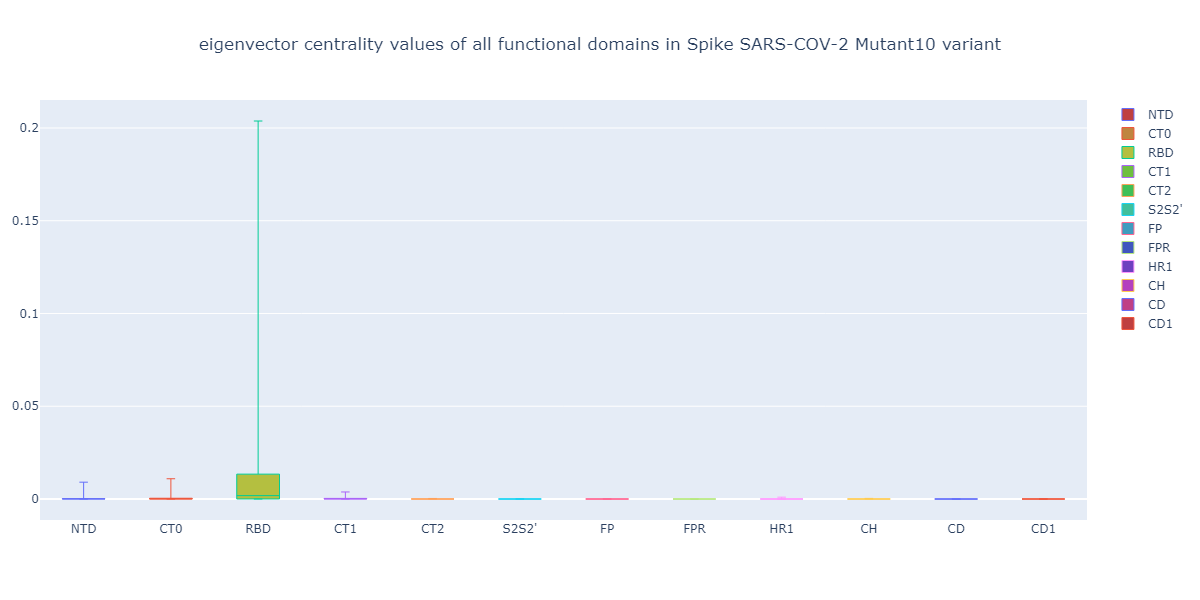 eigenvector centrality values of all functional domains in Spike SARS-COV-2 Mutant10 variant
0.2
0.15
0.1
0.05
0
NTD CT0 RBD CT1 CT2 S2S2' FP FPR HR1 CH CD CD1
NTD
CT0
RBD
CT1
CT2
S2S2'
FP
FPR
HR1
CH
CD
CD1